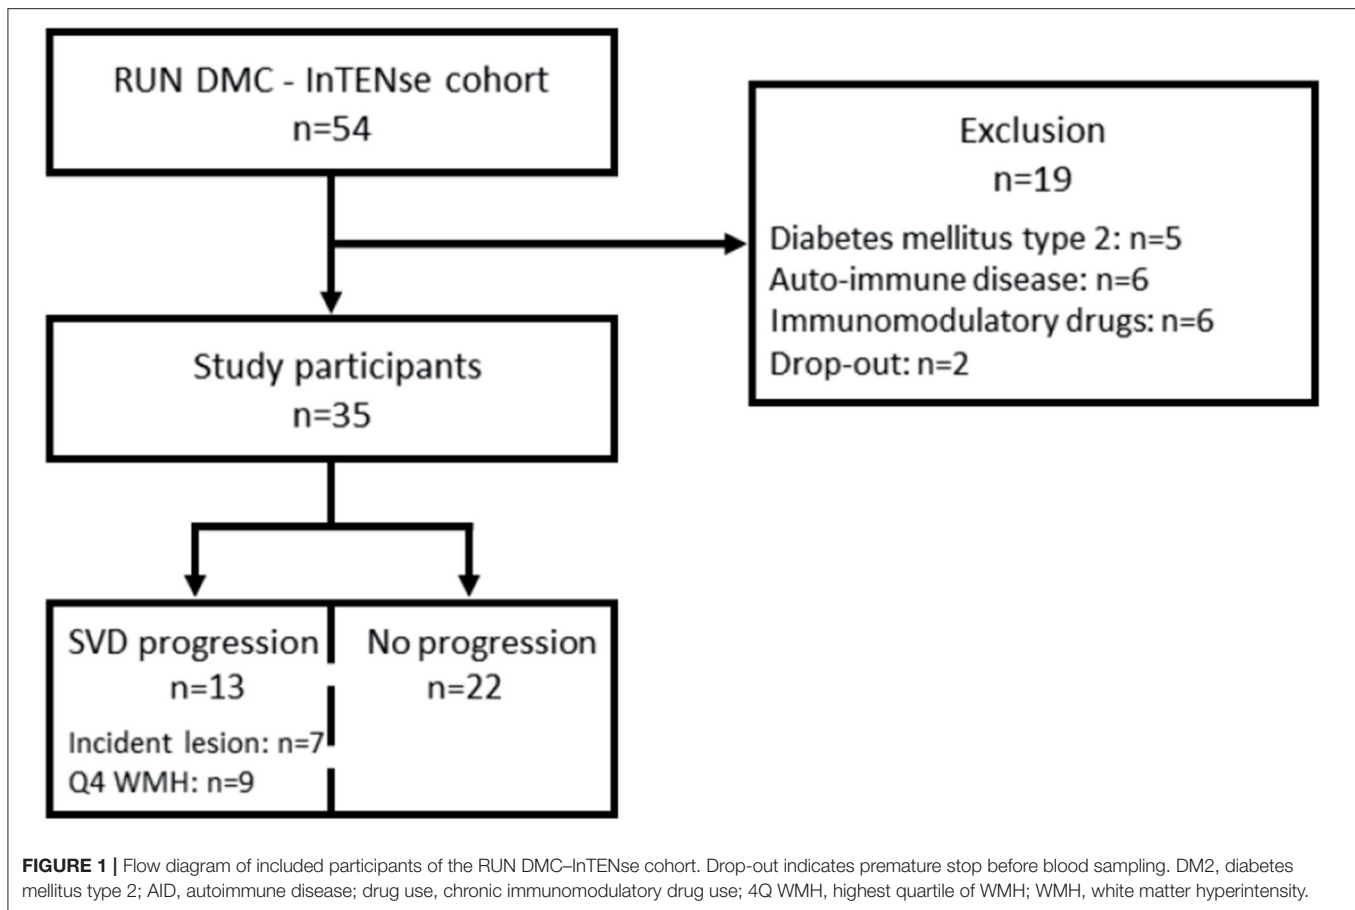 RUN DMC - InTENse cohort
n=54
Exclusion
n=19
Diabetes mellitus type 2: n=5
Auto-immune disease: n=6
Immunomodulatory drugs: n=6
Drop-out: n=2
Study participants
n=35
SVD progression
n=13
Incident lesion: n=7
Q4 WMH: n=9
No progression
n=22
FIGURE 1 | Flow diagram of included participants of the RUN DMC–InTENse cohort. Drop-out indicates premature stop before blood sampling. DM2, diabetes
mellitus type 2; AID, autoimmune disease; drug use, chronic immunomodulatory drug use; 4Q WMH, highest quartile of WMH; WMH, white matter hyperintensity.